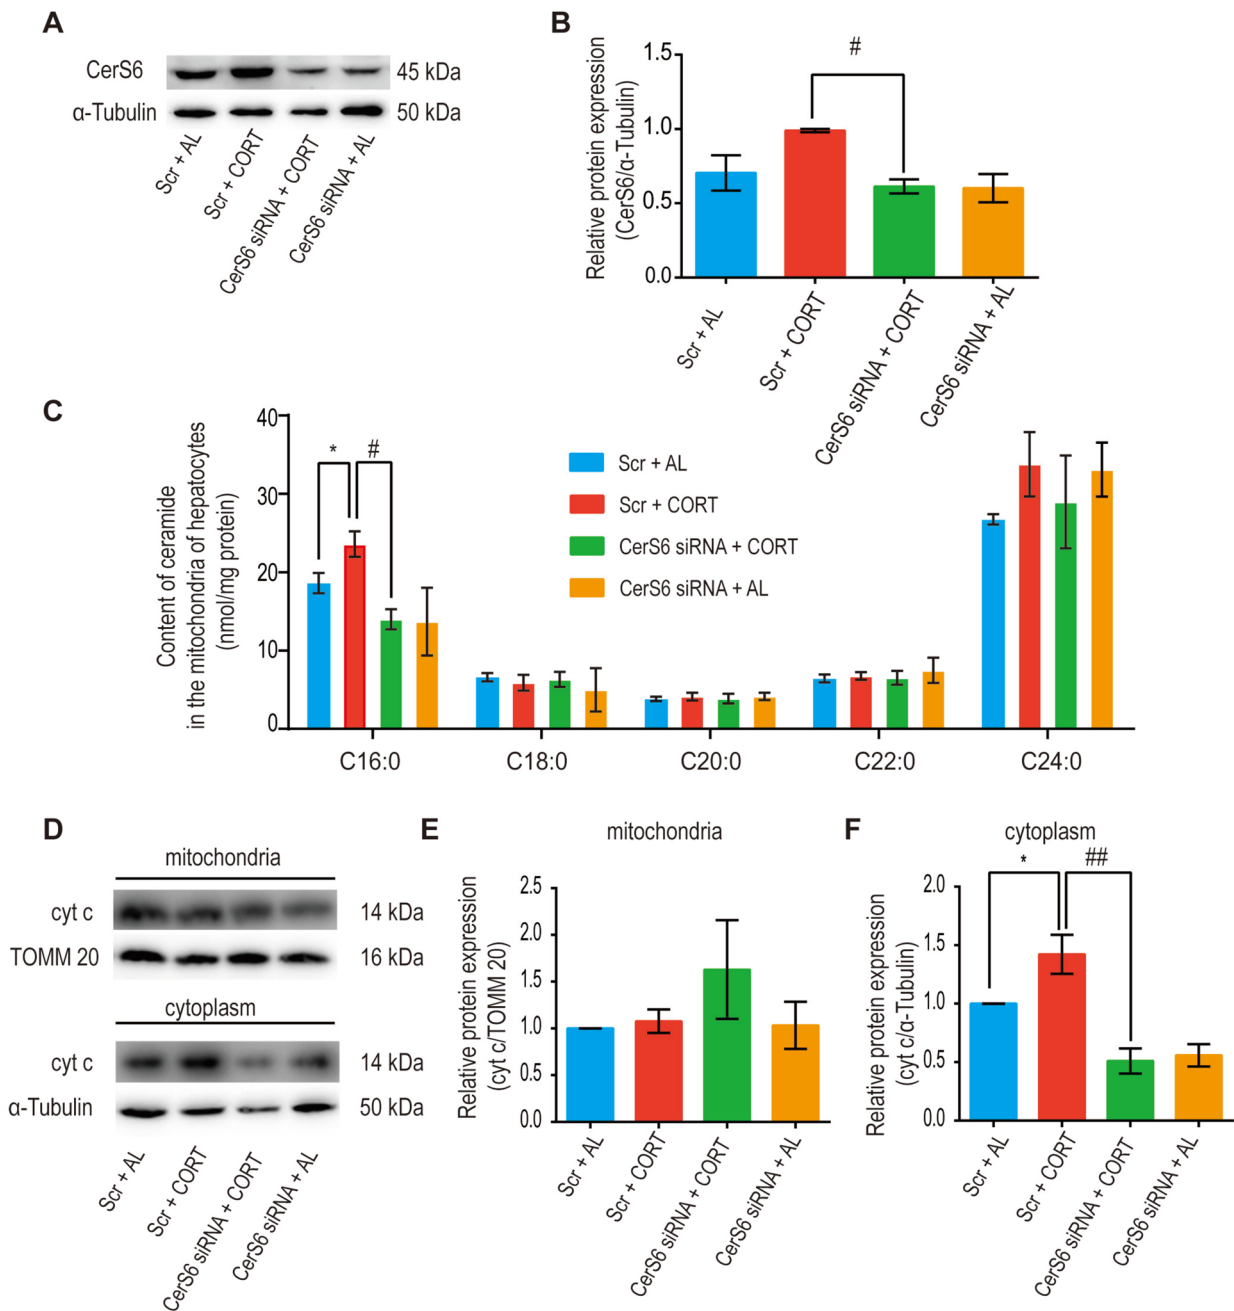 A
CerS6
45 kDa
α-Tubulin
50 kDa
Scr + AL
Scr + CORT
CerS6 siRNA + CORT
CerS6 siRNA + AL
B
Relative protein expression
(CerS6/α-Tubulin)
1.5
1.0
0.5
0.0
#
Scr + AL
Scr + CORT
CerS6 siRNA + CORT
CerS6 siRNA + AL
C
Content of ceramide
in the mitochondria of hepatocytes
(nmol/mg protein)
40
30
20
10
0
*
#
Scr + AL
Scr + CORT
CerS6 siRNA + CORT
CerS6 siRNA + AL
C16:0
C18:0
C20:0
C22:0
C24:0
D
mitochondria
cyt c
14 kDa
TOMM 20
16 kDa
cytoplasm
cyt c
14 kDa
α-Tubulin
50 kDa
Scr + AL
Scr + CORT
CerS6 siRNA + CORT
CerS6 siRNA + AL
E
mitochondria
Relative protein expression
(cyt c/TOMM 20)
2.5
2.0
1.5
1.0
0.5
0.0
Scr + AL
Scr + CORT
CerS6 siRNA + CORT
CerS6 siRNA + AL
F
cytoplasm
Relative protein expression
(cyt c/α-Tubulin)
2.0
1.5
1.0
0.5
0.0
*
##
Scr + AL
Scr + CORT
CerS6 siRNA + CORT
CerS6 siRNA + AL